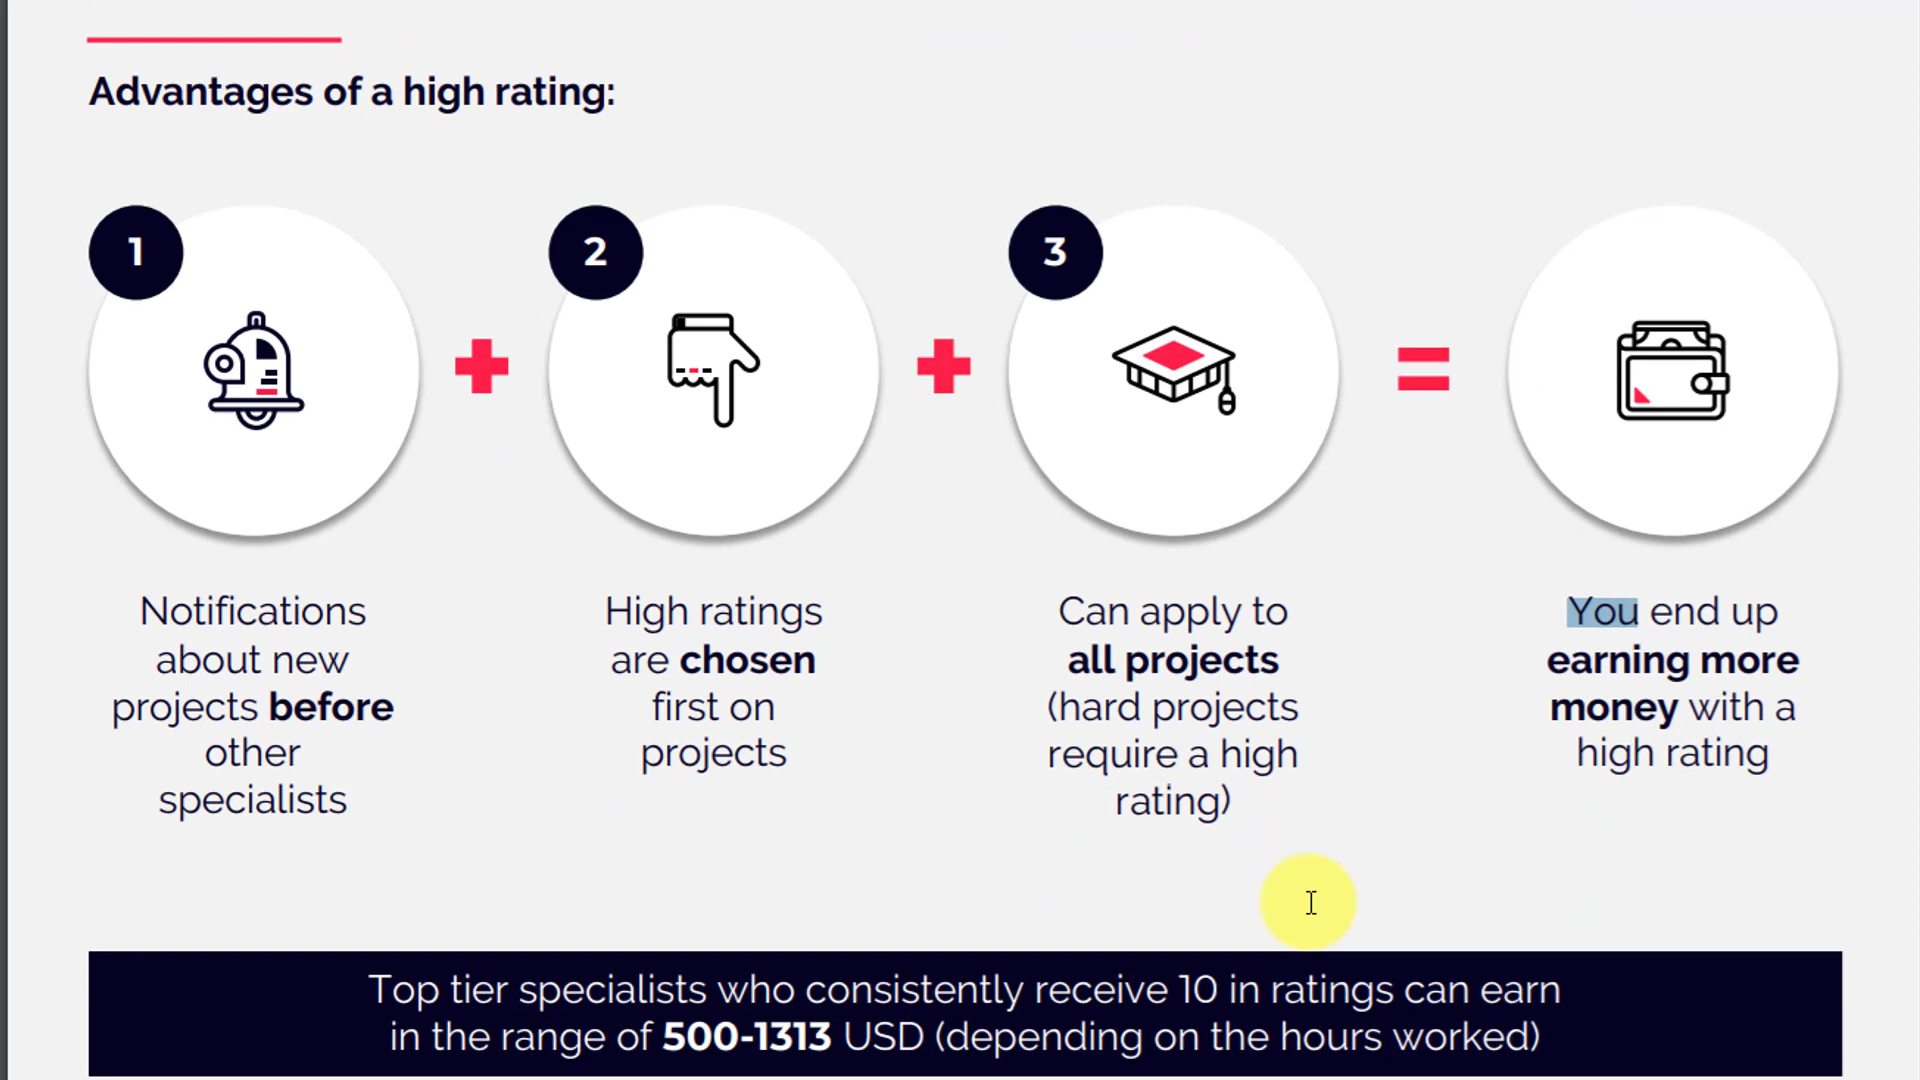 Advantages of a high rating:
1
2
3
Notifications
about new
projects before
other
specialists
High ratings
are chosen
first on
projects
Can apply to
all projects
(hard projects
require a high
rating)
You end up
earning more
money with a
high rating
Top tier specialists who consistently receive 10 in ratings can earn
in the range of 500-1313 USD (depending on the hours worked)